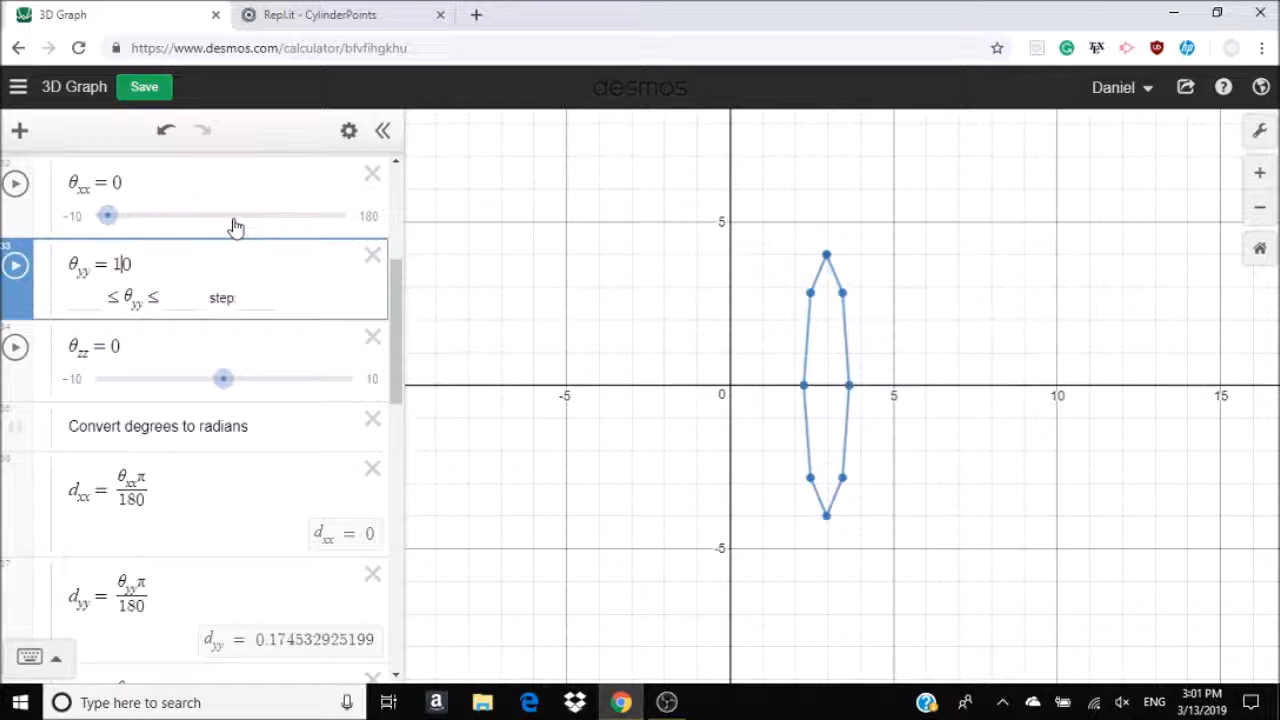 3D Graph
Repl.it - CylinderPoints
https://www.desmos.com/calculator/bfvfihgkhu
3D Graph
Save
desmos
Daniel
θxx = 0
-10
180
33
θyy = 10
≤ θyy ≤ step:
34
θzz = 0
-10
10
Convert degrees to radians
dxx = θxxπ
180
dxx = 0
dyy = θyyπ
180
dyy = 0.174532925199
5
-5
0
5
10
15
-5
Type here to search
ENG
3:01 PM
3/13/2019